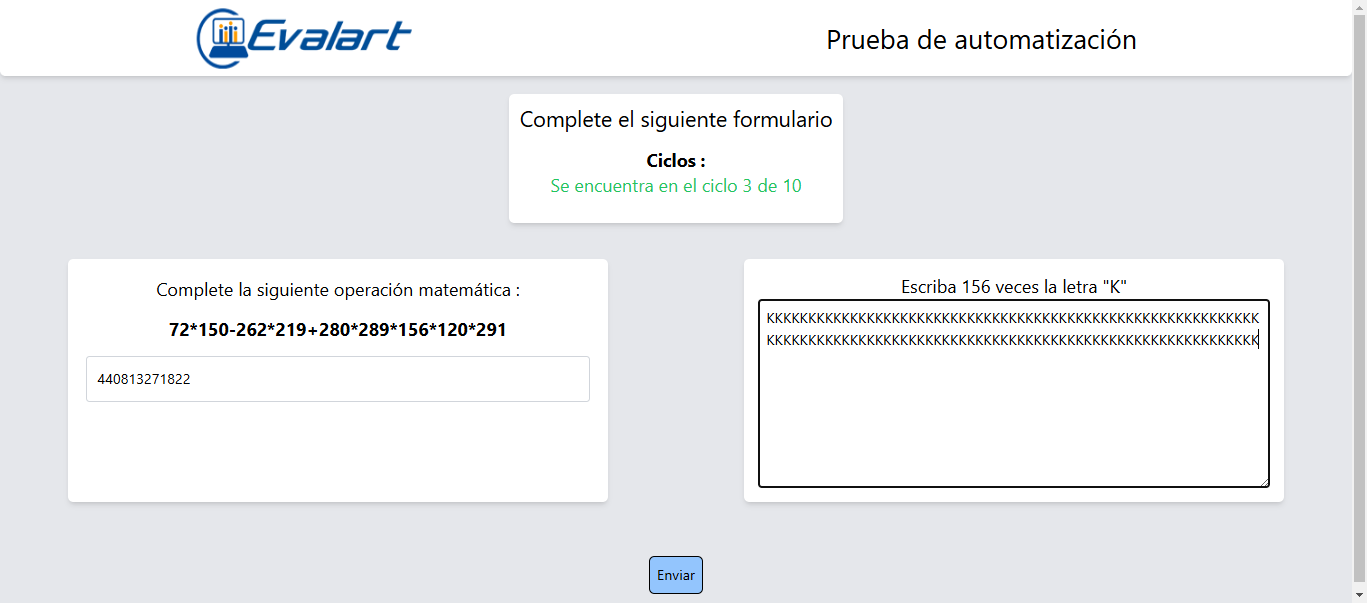 Evalart
Prueba de automatización
Complete el siguiente formulario
Ciclos :
Se encuentra en el ciclo 3 de 10
Complete la siguiente operación matemática :
72*150-262*219+280*289*156*120*291
440813271822
Escriba 156 veces la letra "K"
KKKKKKKKKKKKKKKKKKKKKKKKKKKKKKKKKKKKKKKKKKKKKKKKKKKKKKKKKKK
KKKKKKKKKKKKKKKKKKKKKKKKKKKKKKKKKKKKKKKKKKKKKKKKKKKKKKKKKKK
Enviar